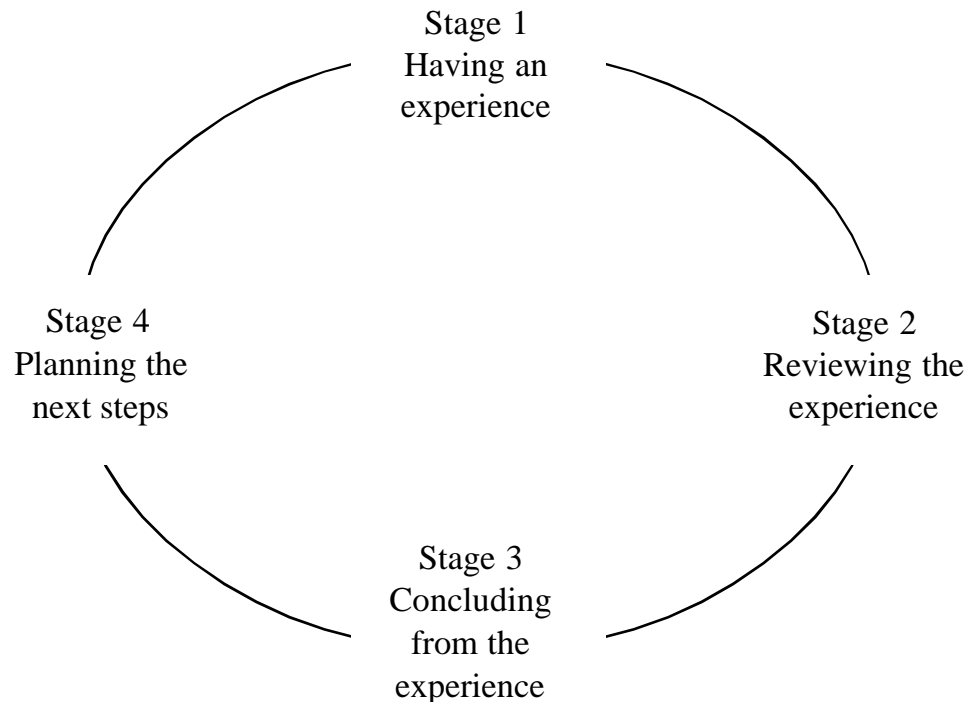 Stage 1
Having an
experience
Stage 4
Planning the
next steps
Stage 2
Reviewing the
experience
Stage 3
Concluding
from the
experience